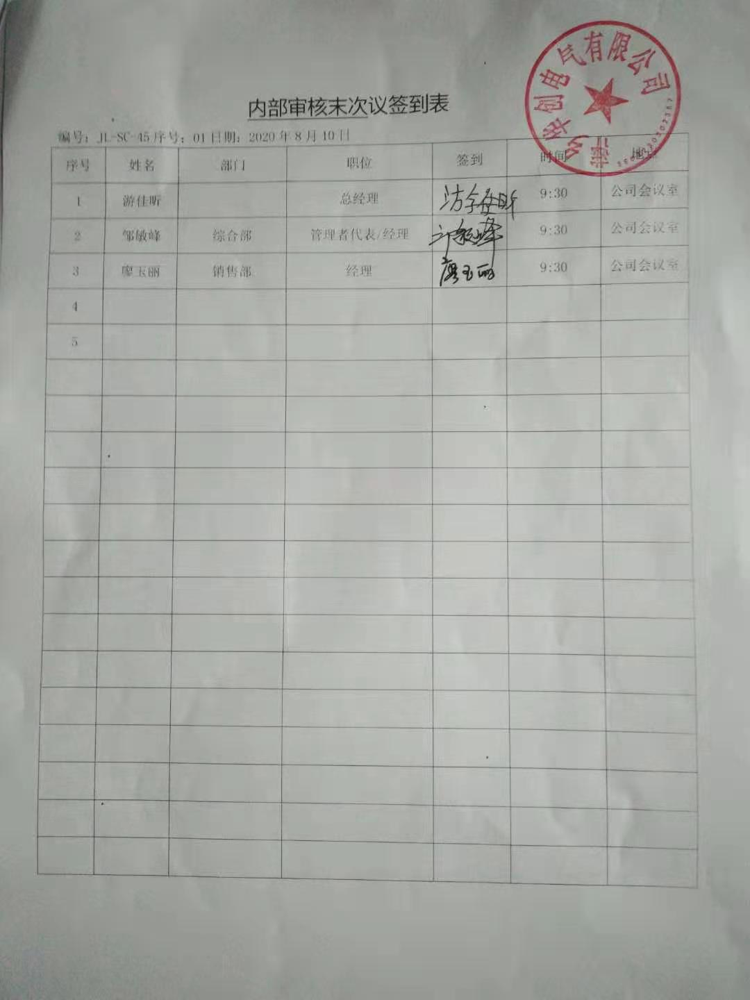 内部审核末次议签到表
编号：JL-SC-45 序号：01 日期：2020 年 8 月 10 日
序号 姓名 部门 职位 签到 时间 地点
1 游佳昕 总经理 游佳昕 9:30 公司会议室
2 邹敏峰 综合部 管理者代表/经理 邹敏峰 9:30 公司会议室
3 廖玉丽 销售部 经理 廖玉丽 9:30 公司会议室
4
5
萍乡华创电气有限公司